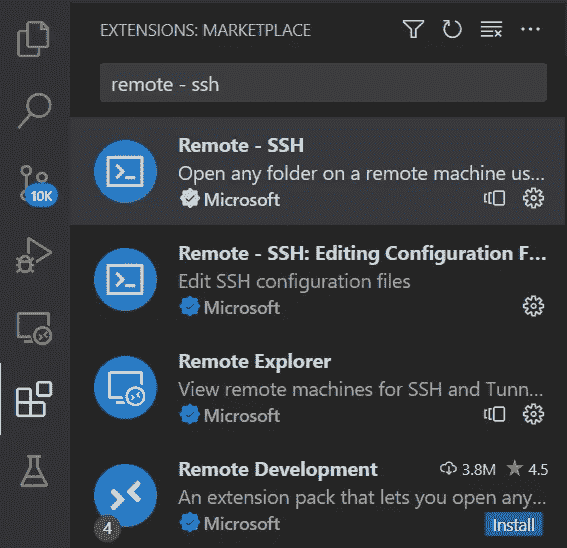 EXTENSIONS: MARKETPLACE
remote - ssh
10K
Remote - SSH
Open any folder on a remote machine us...
Microsoft
Remote - SSH: Editing Configuration F...
Edit SSH configuration files
Microsoft
Remote Explorer
View remote machines for SSH and Tunn...
Microsoft
Remote Development 3.8M 4.5
An extension pack that lets you open any...
4 Microsoft Install